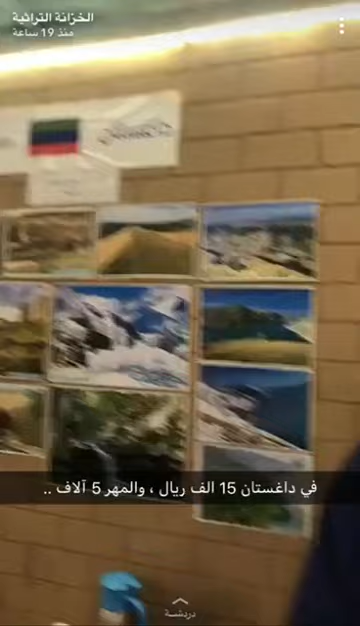 الخزانة التراثية
منذ 19 ساعة
في داغستان 15 الف ريال ، والمهر 5 آلاف ..
دردشة